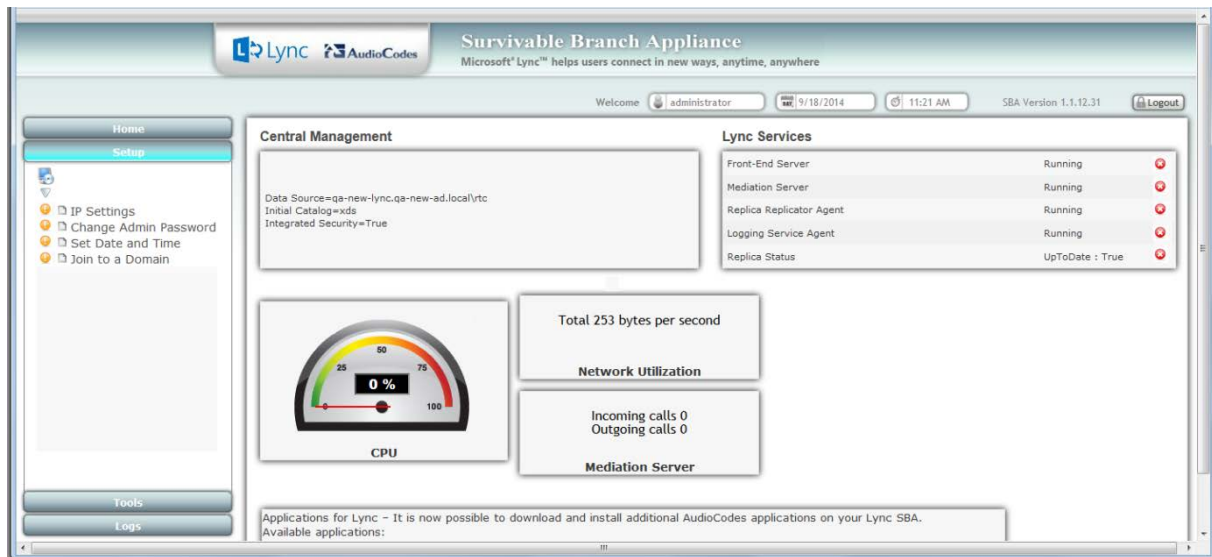 Lync AudioCodes
Survivable Branch Appliance
Microsoft® Lync™ helps users connect in new ways, anytime, anywhere
Welcome administrator 9/18/2014 11:21 AM SBA Version 1.1.12.31 Logout
Home
Setup
IP Settings
Change Admin Password
Set Date and Time
Join to a Domain
Tools
Logs
Central Management
Data Source=qa-new-lync.qa-new-ad.local\rtc
Initial Catalog=xds
Integrated Security=True
Lync Services
Front-End Server Running
Mediation Server Running
Replica Replicator Agent Running
Logging Service Agent Running
Replica Status UpToDate : True
50
25 75
0 %
0 100
CPU
Total 253 bytes per second
Network Utilization
Incoming calls 0
Outgoing calls 0
Mediation Server
Applications for Lync – It is now possible to download and install additional AudioCodes applications on your Lync SBA.
Available applications: